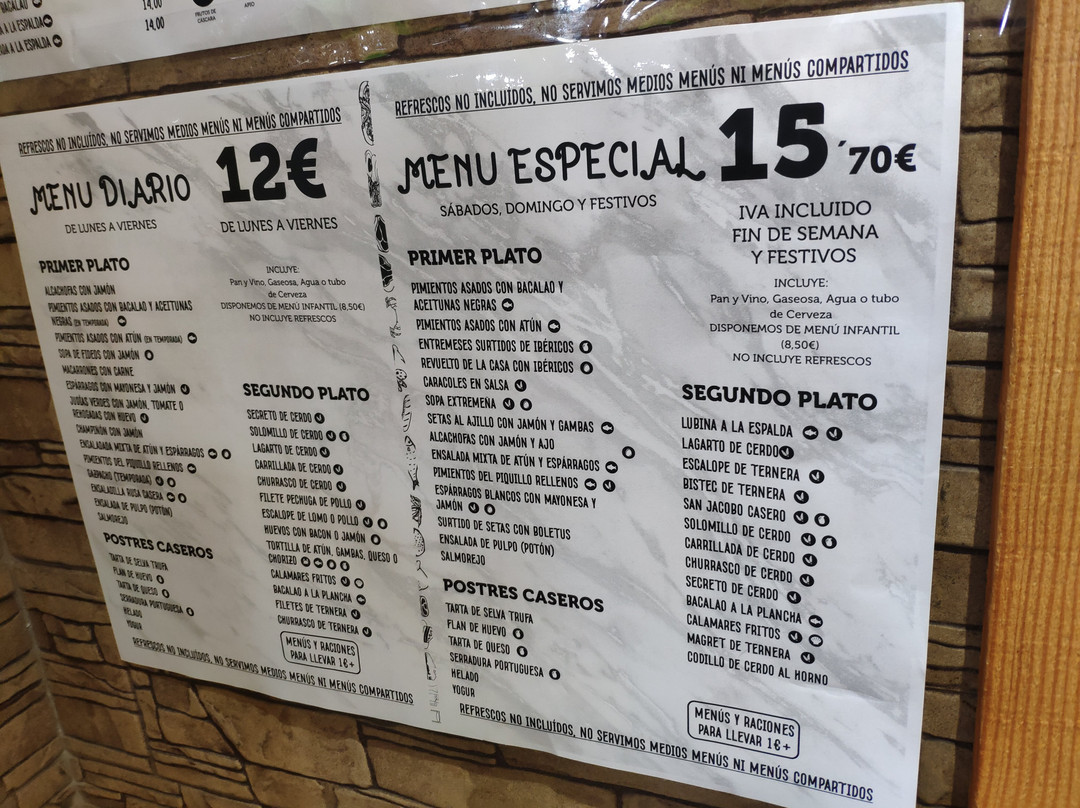 14,00
14,00
A LA ESPALDA
A LA ESPALDA
FRUTOS DE
CÁSCARA
APIO
REFRESCOS NO INCLUÍDOS, NO SERVIMOS MEDIOS MENÚS NI MENÚS COMPARTIDOS
MENU DIARIO
12€
DE LUNES A VIERNES
DE LUNES A VIERNES
PRIMER PLATO
ALCACHOFAS CON JAMÓN
PIMIENTOS ASADOS CON BACALAO Y ACEITUNAS
NEGRAS (EN TEMPORADA)
PIMIENTOS ASADOS CON ATÚN (EN TEMPORADA)
SOPA DE FIDEOS CON JAMÓN
MACARRONES CON CARNE
ESPÁRRAGOS CON MAYONESA Y JAMÓN
JUDÍAS VERDES CON JAMÓN, TOMATE O
REHOGADAS CON HUEVO
CHAMPIÑÓN CON JAMÓN
ENSALADA MIXTA DE ATÚN Y ESPÁRRAGOS
PIMIENTOS DEL PIQUILLO RELLENOS
GAZPACHO (TEMPORADA)
ENSALADILLA RUSA CASERA
ENSALADA DE PULPO (POTÓN)
SALMOREJO
POSTRES CASEROS
TARTA DE SELVA TRUFA
FLAN DE HUEVO
TARTA DE QUESO
SERRADURA PORTUGUESA
HELADO
YOGUR
INCLUYE:
Pan y Vino, Gaseosa, Agua o tubo
de Cerveza
DISPONEMOS DE MENÚ INFANTIL (8,50€)
NO INCLUYE REFRESCOS
SEGUNDO PLATO
SECRETO DE CERDO
SOLOMILLO DE CERDO
LAGARTO DE CERDO
CARRILLADA DE CERDO
CHURRASCO DE CERDO
FILETE PECHUGA DE POLLO
ESCALOPE DE LOMO O POLLO
HUEVOS CON BACON O JAMÓN
TORTILLA DE ATÚN, GAMBAS, QUESO O
CHORIZO
CALAMARES FRITOS
BACALAO A LA PLANCHA
FILETES DE TERNERA
CHURRASCO DE TERNERA
MENÚS Y RACIONES
PARA LLEVAR 1€+
REFRESCOS NO INCLUÍDOS, NO SERVIMOS MEDIOS MENÚS NI MENÚS COMPARTIDOS
REFRESCOS NO INCLUIDOS, NO SERVIMOS MEDIOS MENÚS NI MENÚS COMPARTIDOS
MENU ESPECIAL
15´70€
SÁBADOS, DOMINGO Y FESTIVOS
IVA INCLUIDO
FIN DE SEMANA
Y FESTIVOS
PRIMER PLATO
PIMIENTOS ASADOS CON BACALAO Y
ACEITUNAS NEGRAS
PIMIENTOS ASADOS CON ATÚN
ENTREMESES SURTIDOS DE IBÉRICOS
REVUELTO DE LA CASA CON IBÉRICOS
CARACOLES EN SALSA
SOPA EXTREMEÑA
SETAS AL AJILLO CON JAMÓN Y GAMBAS
ALCACHOFAS CON JAMÓN Y AJO
ENSALADA MIXTA DE ATÚN Y ESPÁRRAGOS
PIMIENTOS DEL PIQUILLO RELLENOS
ESPÁRRAGOS BLANCOS CON MAYONESA Y
JAMÓN
SURTIDO DE SETAS CON BOLETUS
ENSALADA DE PULPO (POTÓN)
SALMOREJO
POSTRES CASEROS
TARTA DE SELVA TRUFA
FLAN DE HUEVO
TARTA DE QUESO
SERRADURA PORTUGUESA
HELADO
YOGUR
INCLUYE:
Pan y Vino, Gaseosa, Agua o tubo
de Cerveza
DISPONEMOS DE MENÚ INFANTIL
(8,50€)
NO INCLUYE REFRESCOS
SEGUNDO PLATO
LUBINA A LA ESPALDA
LAGARTO DE CERDO
ESCALOPE DE TERNERA
BISTEC DE TERNERA
SAN JACOBO CASERO
SOLOMILLO DE CERDO
CARRILLADA DE CERDO
CHURRASCO DE CERDO
SECRETO DE CERDO
BACALAO A LA PLANCHA
CALAMARES FRITOS
MAGRET DE TERNERA
CODILLO DE CERDO AL HORNO
MENÚS Y RACIONES
PARA LLEVAR 1€+
REFRESCOS NO INCLUÍDOS, NO SERVIMOS MEDIOS MENÚS NI MENÚS COMPARTIDOS